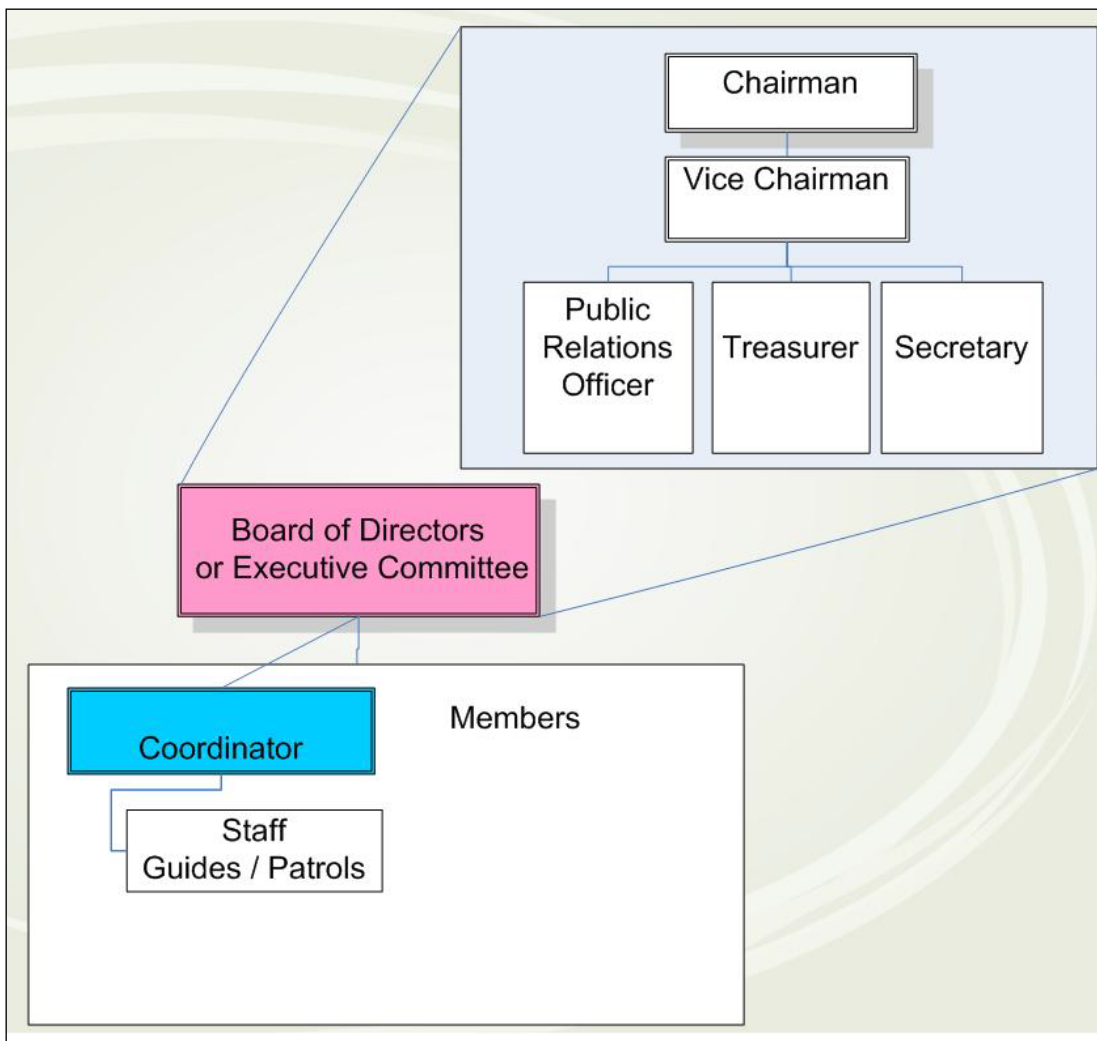 Chairman
Vice Chairman
Public
Relations
Officer
Treasurer
Secretary
Board of Directors
or Executive Committee
Members
Coordinator
Staff
Guides / Patrols